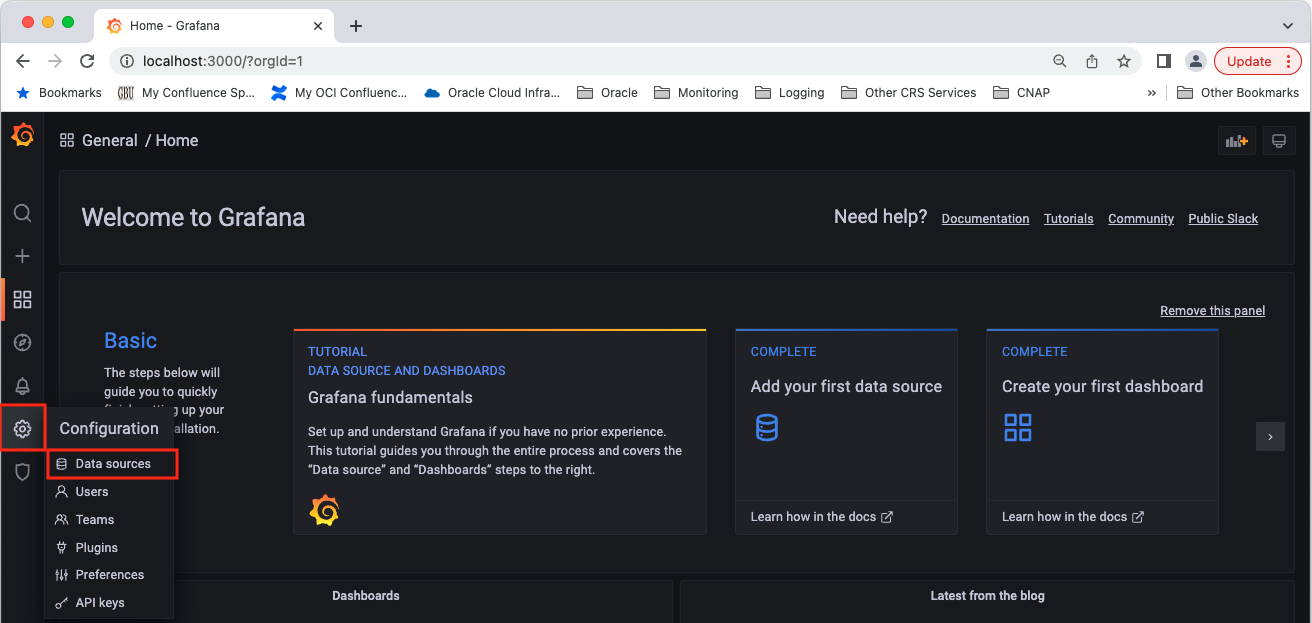 Home - Grafana
localhost:3000/?orgId=1
Update
Bookmarks
My Confluence Sp...
My OCI Confluenc...
Oracle Cloud Infra...
Oracle
Monitoring
Logging
Other CRS Services
CNAP
»
Other Bookmarks
General / Home
Welcome to Grafana
Need help?
Documentation
Tutorials
Community
Public Slack
Remove this panel
Basic
The steps below will
guide you to quickly
up your
allation.
TUTORIAL
DATA SOURCE AND DASHBOARDS
Grafana fundamentals
Set up and understand Grafana if you have no prior experience.
This tutorial guides you through the entire process and covers the
“Data source” and “Dashboards” steps to the right.
COMPLETE
Add your first data source
Learn how in the docs
COMPLETE
Create your first dashboard
Learn how in the docs
Configuration
Data sources
Users
Teams
Plugins
Preferences
API keys
Dashboards
Latest from the blog